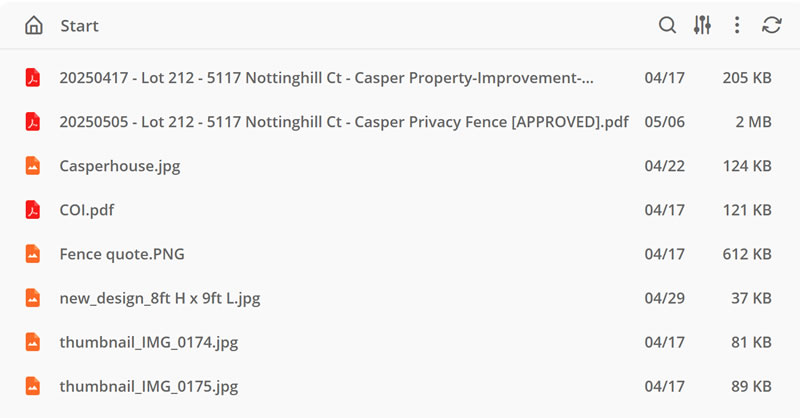 Start
20250417 - Lot 212 - 5117 Nottinghill Ct - Casper Property-Improvement-... 04/17 205 KB
20250505 - Lot 212 - 5117 Nottinghill Ct - Casper Privacy Fence [APPROVED].pdf 05/06 2 MB
Casperhouse.jpg 04/22 124 KB
COI.pdf 04/17 121 KB
Fence quote.PNG 04/17 612 KB
new_design_8ft H x 9ft L.jpg 04/29 37 KB
thumbnail_IMG_0174.jpg 04/17 81 KB
thumbnail_IMG_0175.jpg 04/17 89 KB